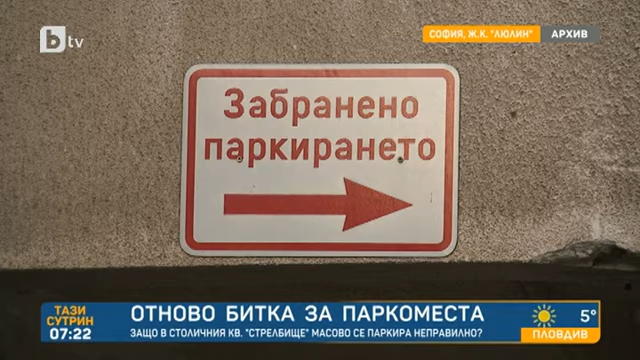 btv
СОФИЯ, Ж.К. "ЛЮЛИН" АРХИВ
Забранено
паркирането
ТАЗИ
СУТРИН
07:22
ОТНОВО БИТКА ЗА ПАРКОМЕСТА
ЗАЩО В СТОЛИЧНИЯ КВ. "СТРЕЛБИЩЕ" МАСОВО СЕ ПАРКИРА НЕПРАВИЛНО?
5°
ПЛОВДИВ